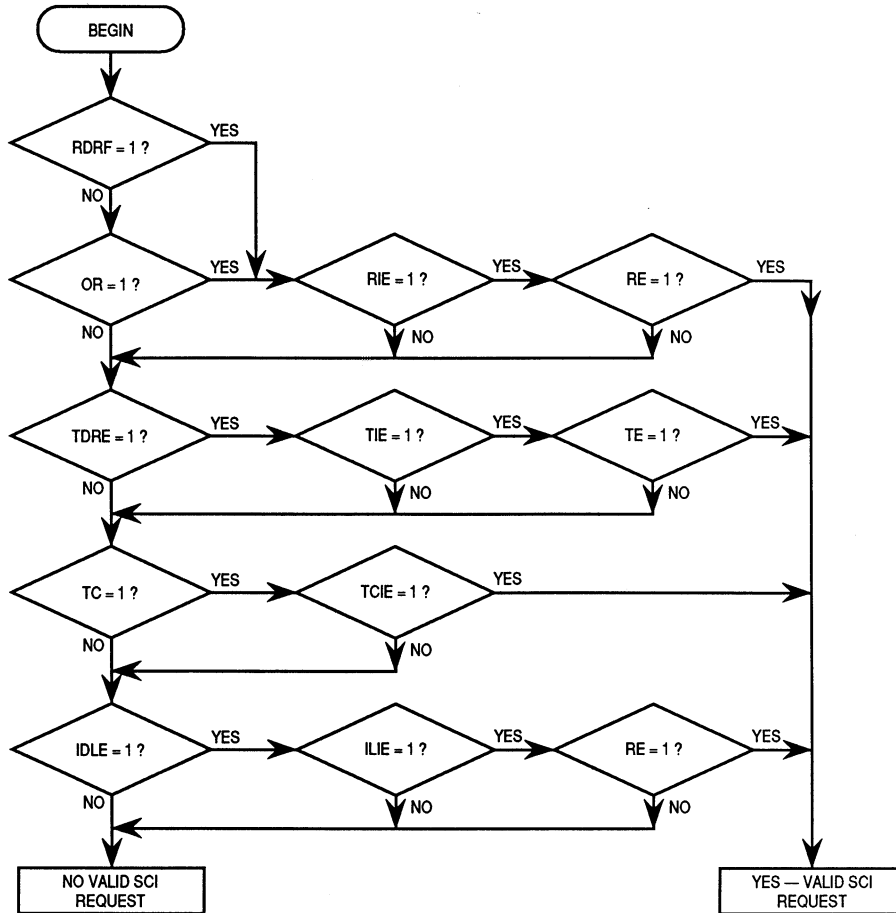 BEGIN
RDRF = 1 ?
YES
NO
OR = 1 ?
YES
RIE = 1 ?
YES
RE = 1 ?
YES
NO
NO
NO
TDRE = 1 ?
YES
TIE = 1 ?
YES
TE = 1 ?
YES
NO
NO
NO
TC = 1 ?
YES
TCIE = 1 ?
YES
NO
NO
IDLE = 1 ?
YES
ILIE = 1 ?
YES
RE = 1 ?
YES
NO
NO
NO
NO VALID SCI
REQUEST
YES — VALID SCI
REQUEST